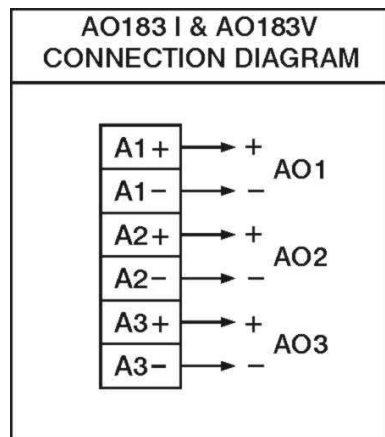 AO183 I & AO183V
CONNECTION DIAGRAM
A1+ +
AO1
A1- -
A2+ +
AO2
A2- -
A3+ +
AO3
A3- -